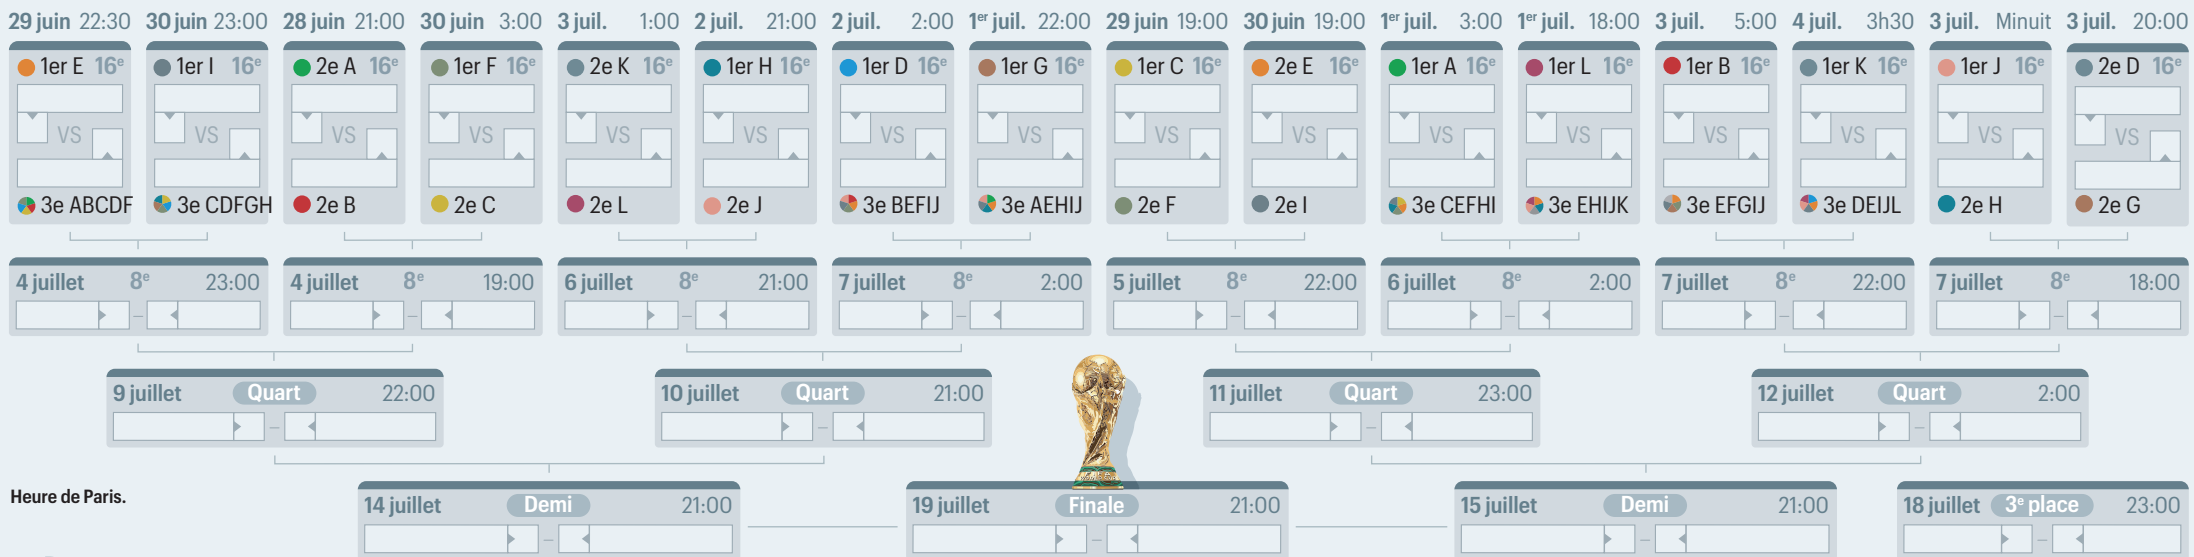 29 juin 22:30 30 juin 23:00 28 juin 21:00 30 juin 3:00 3 juil. 1:00 2 juil. 21:00 2 juil. 2:00 1er juil. 22:00 29 juin 19:00 30 juin 19:00 1er juil. 3:00 1er juil. 18:00 3 juil. 5:00 4 juil. 3h30 3 juil. Minuit 3 juil. 20:00
1er E 16e 1er I 16e 2e A 16e 1er F 16e 2e K 16e 1er H 16e 1er D 16e 1er G 16e 1er C 16e 2e E 16e 1er A 16e 1er L 16e 1er B 16e 1er K 16e 1er J 16e 2e D 16e
VS VS VS VS VS VS VS VS VS VS VS VS VS VS VS VS
3e ABCDF 3e CDFGH 2e B 2e C 2e L 2e J 3e BEFIJ 3e AEHIJ 2e F 2e I 3e CEFHI 3e EHIJK 3e EFGIJ 3e DEIJL 2e H 2e G
4 juillet 8e 23:00 4 juillet 8e 19:00 6 juillet 8e 21:00 7 juillet 8e 2:00 5 juillet 8e 22:00 6 juillet 8e 2:00 7 juillet 8e 22:00 7 juillet 8e 18:00
9 juillet Quart 22:00 10 juillet Quart 21:00 11 juillet Quart 23:00 12 juillet Quart 2:00
Heure de Paris.
14 juillet Demi 21:00 19 juillet Finale 21:00 15 juillet Demi 21:00 18 juillet 3e place 23:00